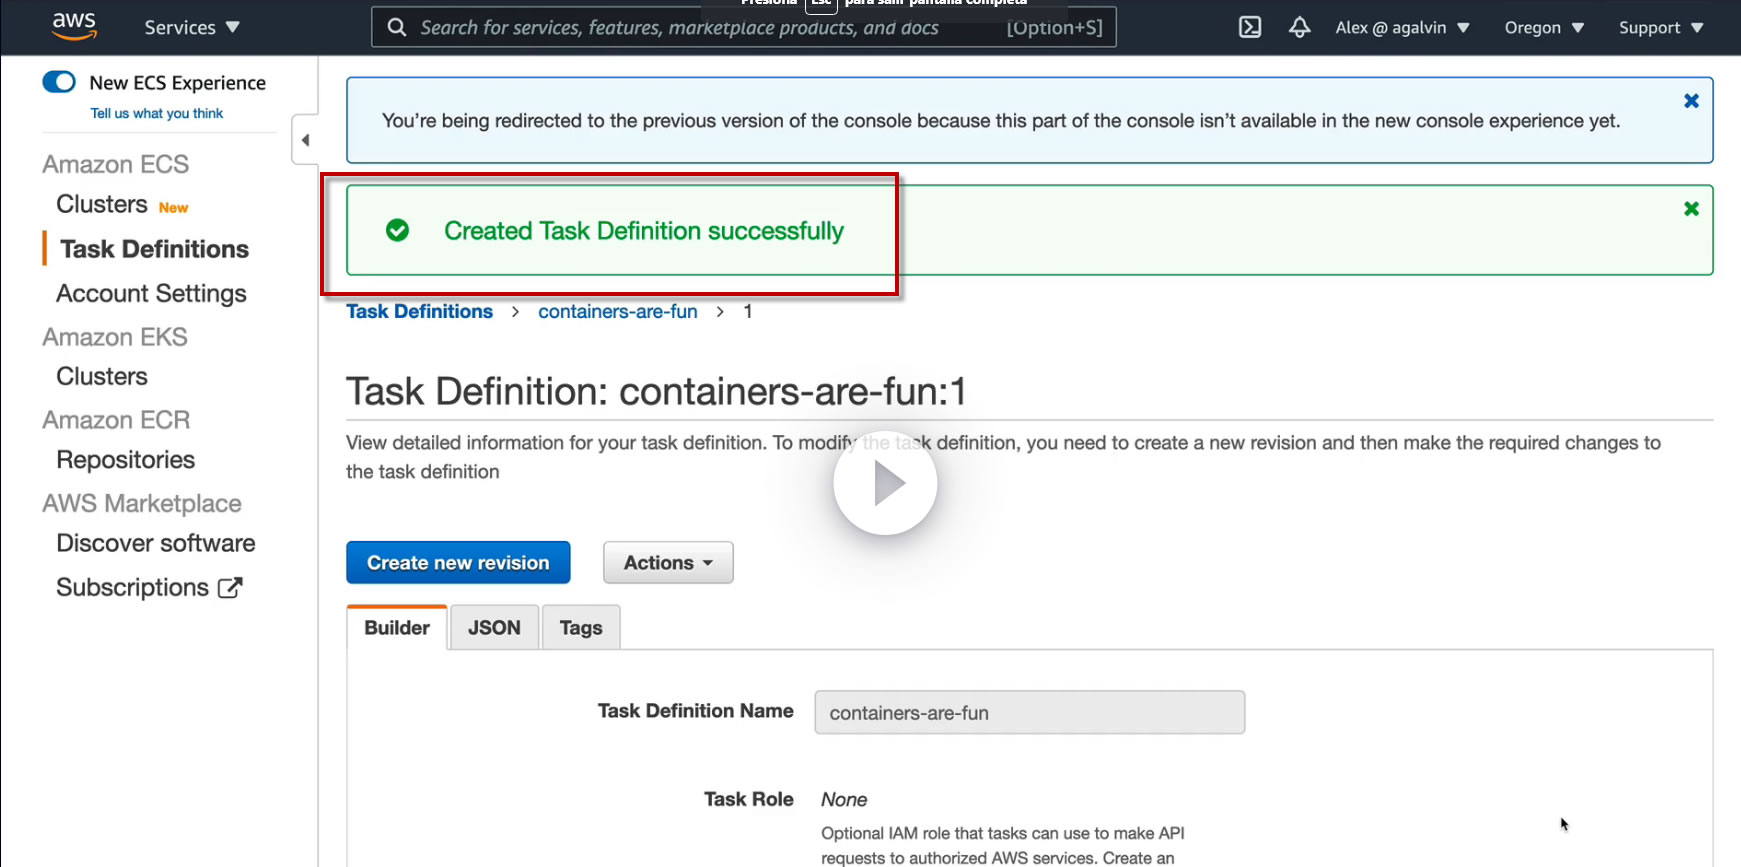 Presiona Esc para salir pantalla completa
aws Services Search for services, features, marketplace products, and docs [Option+S] Alex @ agalvin Oregon Support
New ECS Experience
Tell us what you think
Amazon ECS
Clusters New
Task Definitions
Account Settings
Amazon EKS
Clusters
Amazon ECR
Repositories
AWS Marketplace
Discover software
Subscriptions
You're being redirected to the previous version of the console because this part of the console isn't available in the new console experience yet.
Created Task Definition successfully
Task Definitions > containers-are-fun > 1
Task Definition: containers-are-fun:1
View detailed information for your task definition. To modify the task definition, you need to create a new revision and then make the required changes to
the task definition
Create new revision Actions
Builder JSON Tags
Task Definition Name containers-are-fun
Task Role None
Optional IAM role that tasks can use to make API
requests to authorized AWS services. Create an